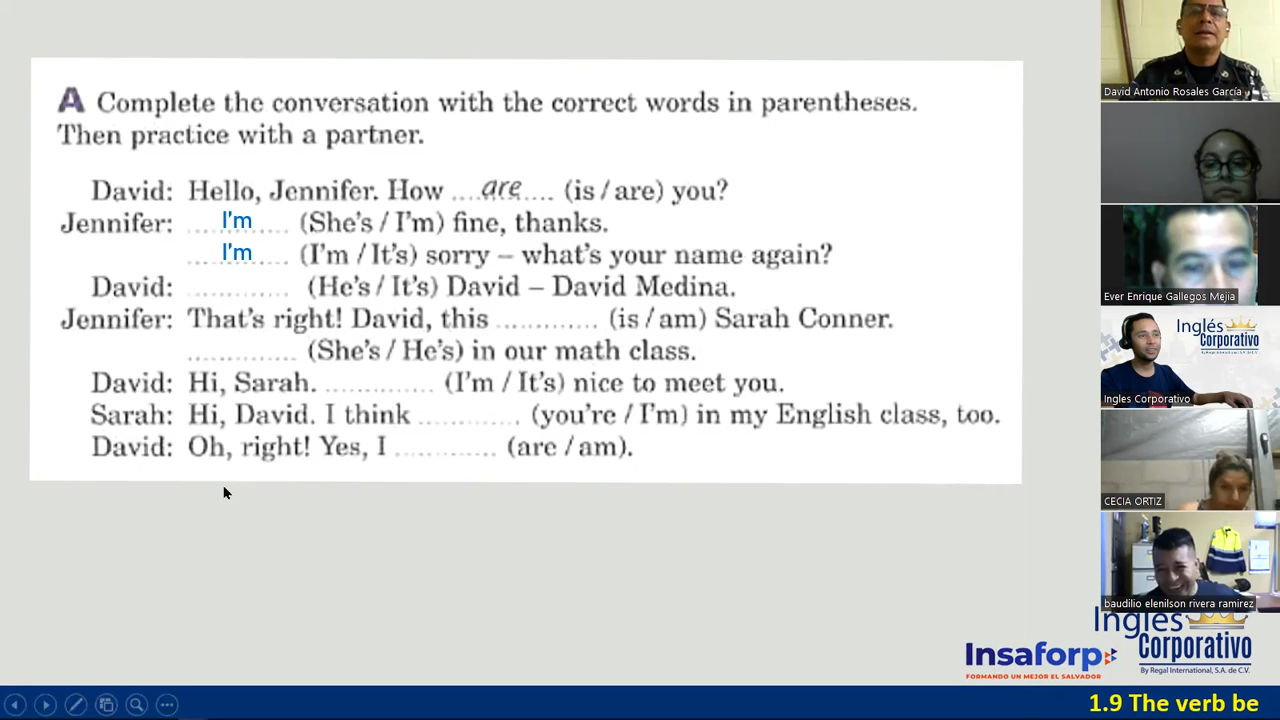 A Complete the conversation with the correct words in parentheses.
Then practice with a partner.
David: Hello, Jennifer. How ....are.... (is / are) you?
Jennifer: I'm (She's / I'm) fine, thanks.
I'm (I'm / It's) sorry – what's your name again?
David: ............. (He's / It's) David – David Medina.
Jennifer: That's right! David, this ............. (is / am) Sarah Conner.
.............. (She's / He's) in our math class.
David: Hi, Sarah. .............. (I'm / It's) nice to meet you.
Sarah: Hi, David. I think ............. (you're / I'm) in my English class, too.
David: Oh, right! Yes, I ............. (are / am).
David Antonio Rosales García
Ever Enrique Gallegos Mejia
Inglés
Corporativo
By Regal International, S.A. de C.V.
Ingles Corporativo
CECIA ORTIZ
baudilio elenilson rivera ramirez
Inglés
Corporativo
By Regal International, S.A. de C.V.
Insaforp
FORMANDO UN MEJOR EL SALVADOR
1.9 The verb be